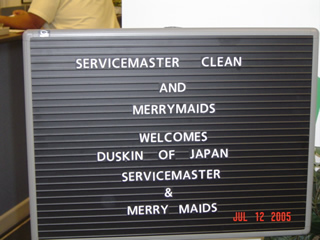 SERVICEMASTER CLEAN
AND
MERRYMAIDS
WELCOMES
DUSKIN OF JAPAN
SERVICEMASTER
&
MERRY MAIDS
JUL 12 2005